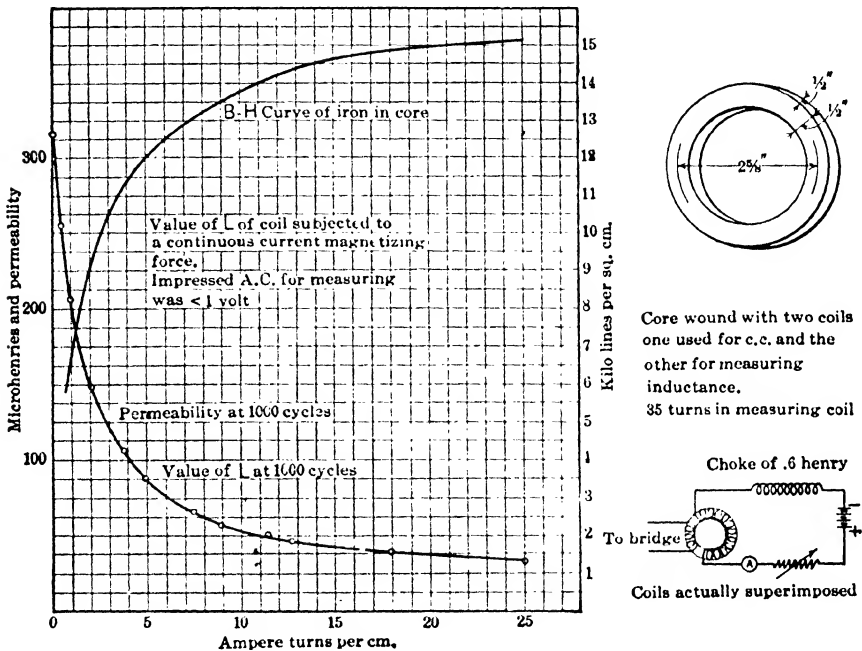 Microhenries and permeability
300
200
100
B-H Curve of iron in core
Value of L of coil subjected to
a continuous current magnetizing
force.
Impressed A.C. for measuring
was < 1 volt
Permeability at 1000 cycles
Value of L at 1000 cycles
15
14
13
12
11
10
9
8
7
6
5
4
3
2
1
Kilo lines per sq. cm.
0
5
10
15
20
25
Ampere turns per cm.
½"
½"
2⅝"
Core wound with two coils
one used for c.c. and the
other for measuring
inductance.
35 turns in measuring coil
Choke of .6 henry
To bridge
A
-
+
Coils actually superimposed